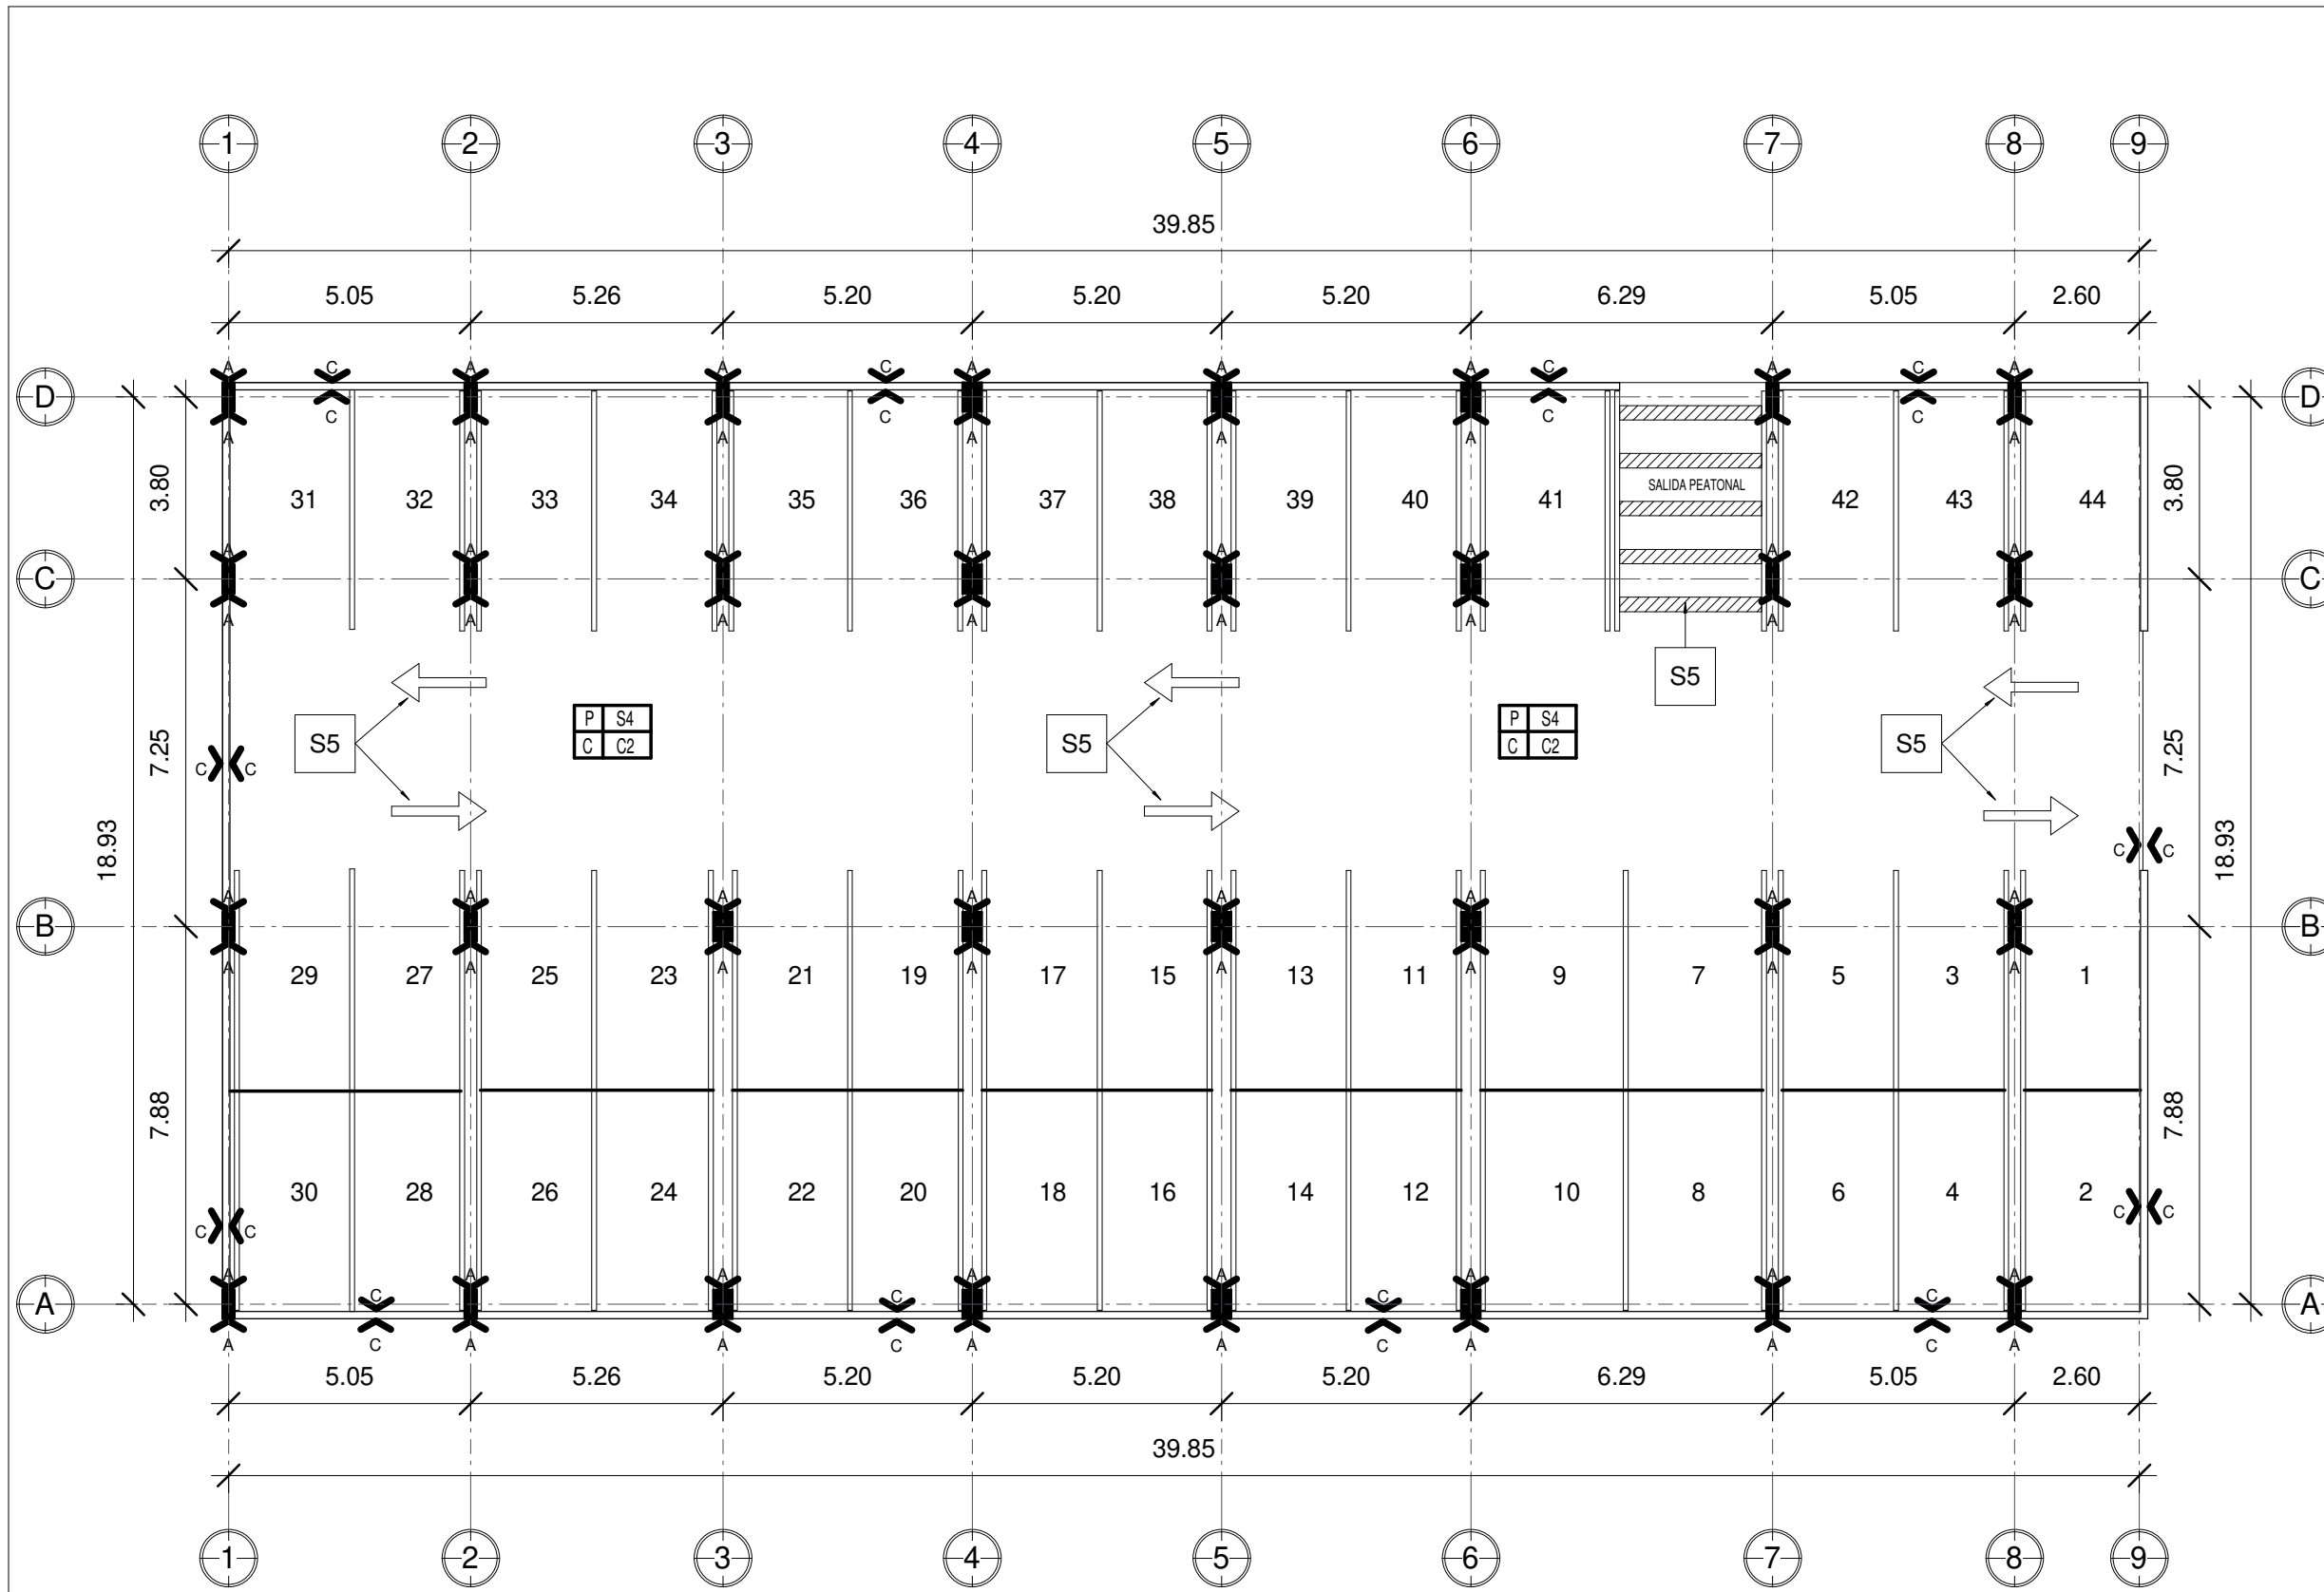 1 2 3 4 5 6 7 8 9
39.85
5.05 5.26 5.20 5.20 5.20 6.29 5.05 2.60
A A C A A C A A A C A A C A
D D
C C C C
A A A A A A A A
3.80 31 32 33 34 35 36 37 38 39 40 41 SALIDA PEATONAL 42 43 44 3.80
A A A A A A A A
C C
A A A A A A A A
S5
P S4 P S4
S5 S5 S5
C C2 C C2
7.25 7.25
C C
18.93 18.93
C C
A A A A A A A A
B B
A A A A A A A A
29 27 25 23 21 19 17 15 13 11 9 7 5 3 1
7.88 7.88
30 28 26 24 22 20 18 16 14 12 10 8 6 4 2
C C C C
A A A A A A A A
C C C C
A A
A A A A A A A A
C C C C
5.05 5.26 5.20 5.20 5.20 6.29 5.05 2.60
39.85
1 2 3 4 5 6 7 8 9